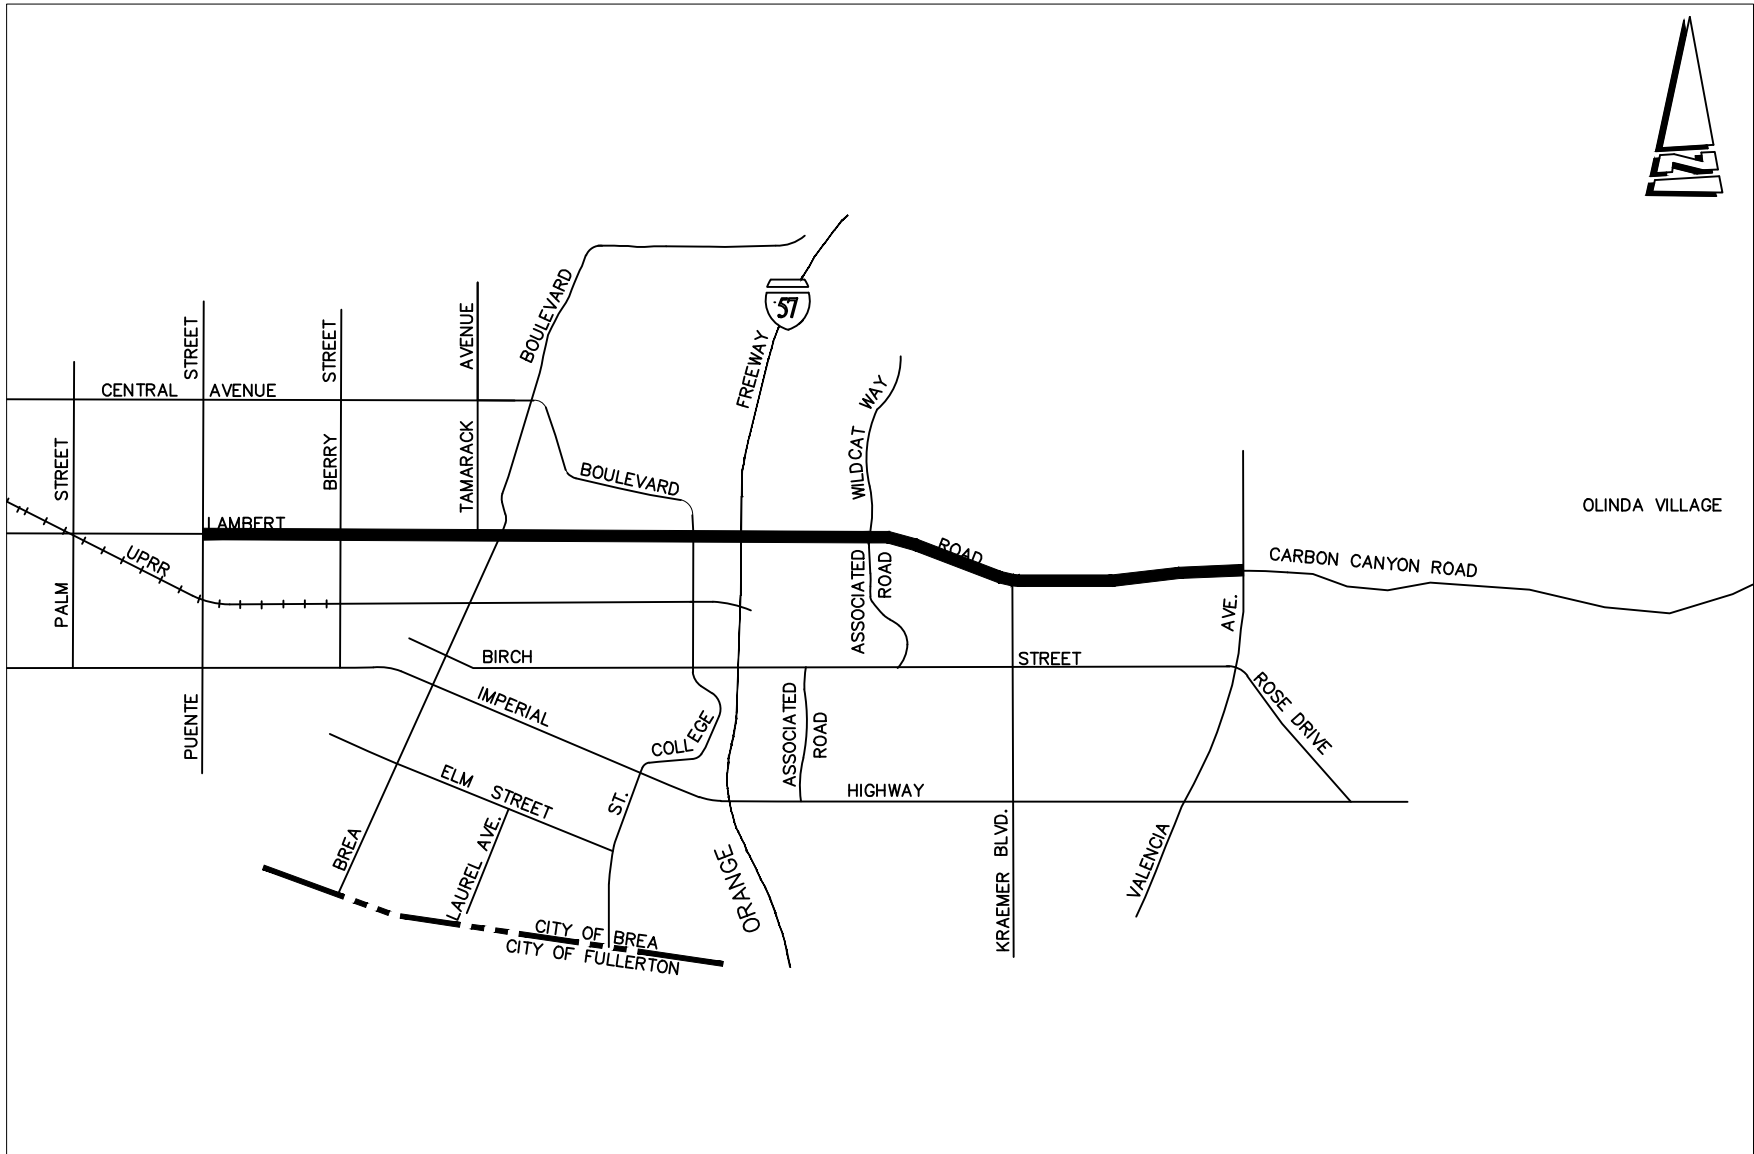 N
57
BOULEVARD
STREET
STREET
AVENUE
FREEWAY
WAY
CENTRAL AVENUE
STREET
BERRY
TAMARACK
BOULEVARD
WILDCAT
OLINDA VILLAGE
LAMBERT
ROAD
UPRR
ASSOCIATED
ROAD
CARBON CANYON ROAD
PALM
AVE.
BIRCH
STREET
PUENTE
IMPERIAL
COLLEGE
ASSOCIATED
ROAD
ROSE DRIVE
ELM STREET
ST.
HIGHWAY
BREA
LAUREL AVE.
ORANGE
KRAEMER BLVD.
VALENCIA
CITY OF BREA
CITY OF FULLERTON